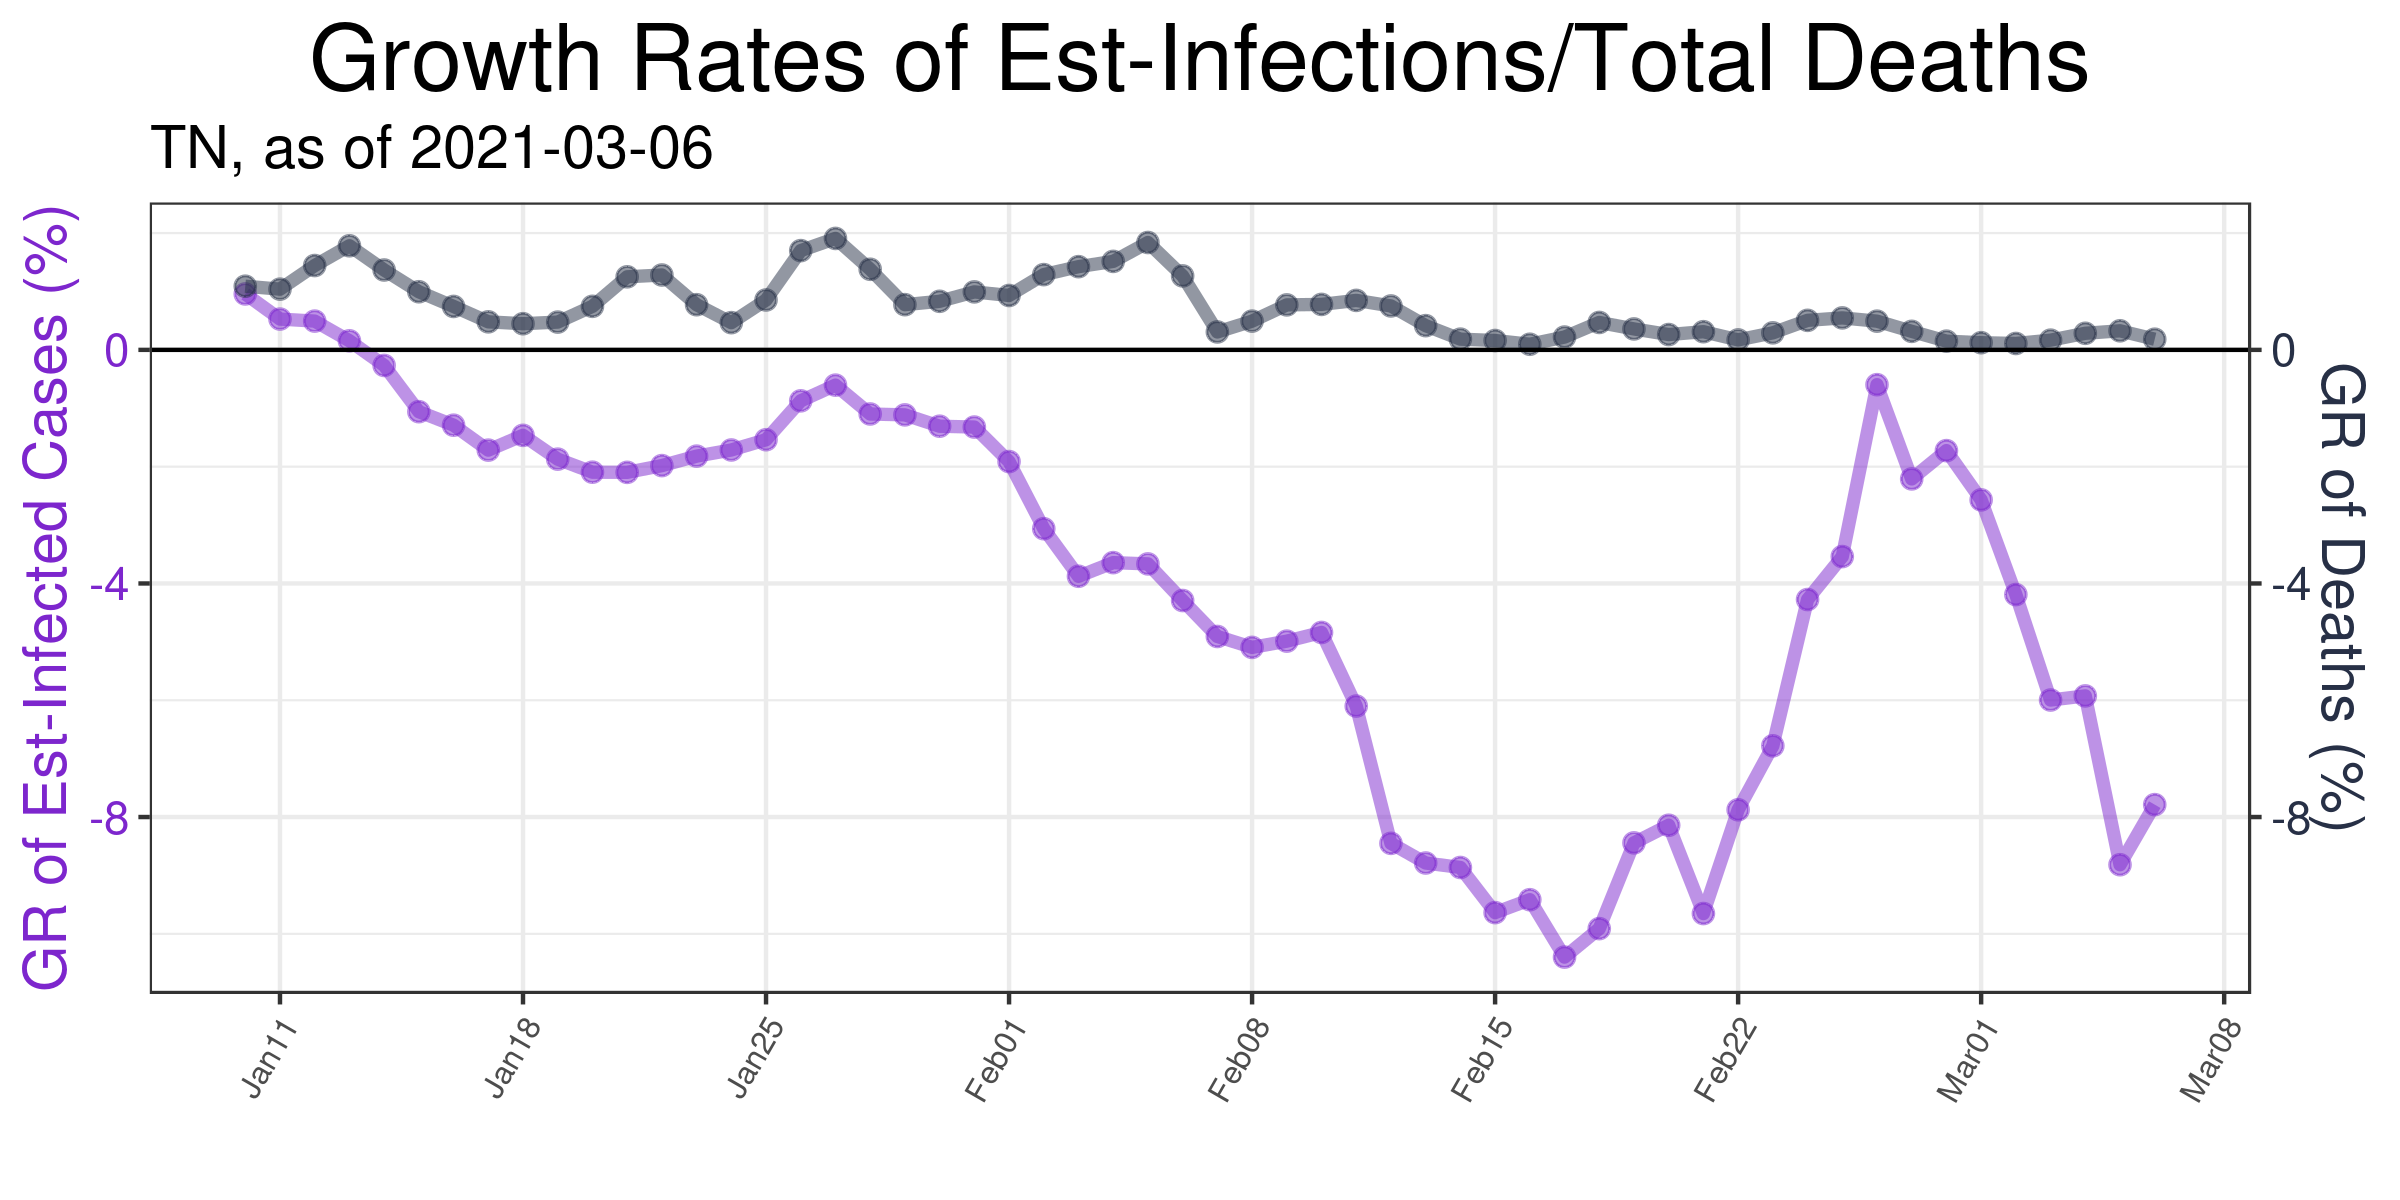 Growth Rates of Est-Infections/Total Deaths
TN, as of 2021-03-06
GR of Est-Infected Cases (%)
0
-4
-8
0
-4
-8
GR of Deaths (%)
Jan11
Jan18
Jan25
Feb01
Feb08
Feb15
Feb22
Mar01
Mar08